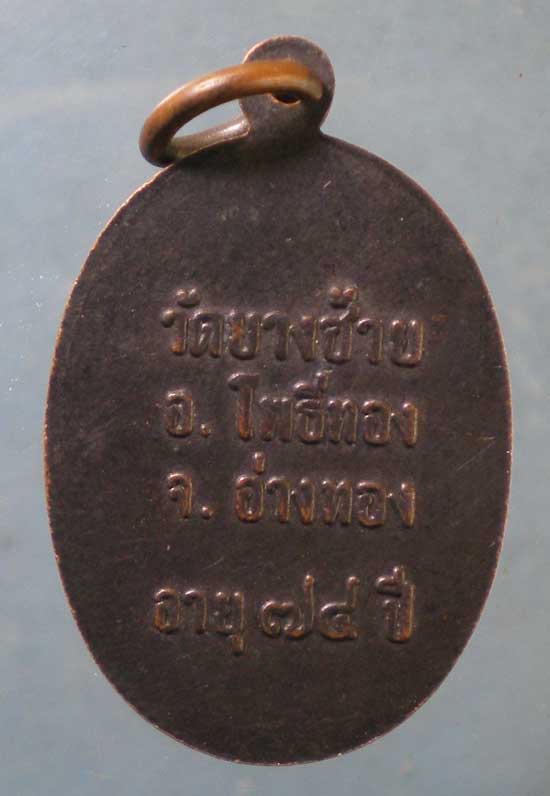 วัดยางซ้าย
อ. โพธิ์ทอง
จ. อ่างทอง
อายุ ๗๔ ปี